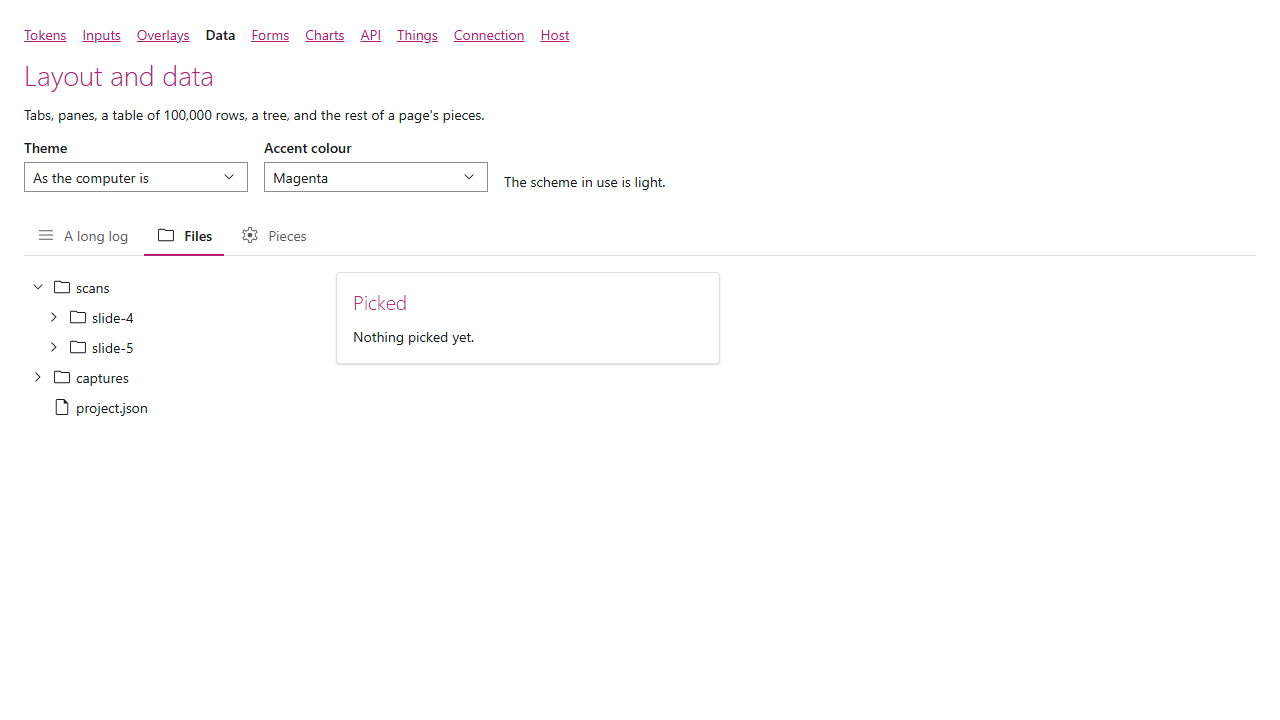 Tokens Inputs Overlays Data Forms Charts API Things Connection Host
Layout and data
Tabs, panes, a table of 100,000 rows, a tree, and the rest of a page's pieces.
Theme Accent colour
As the computer is Magenta The scheme in use is light.
A long log Files Pieces
scans
slide-4
slide-5
captures
project.json
Picked
Nothing picked yet.